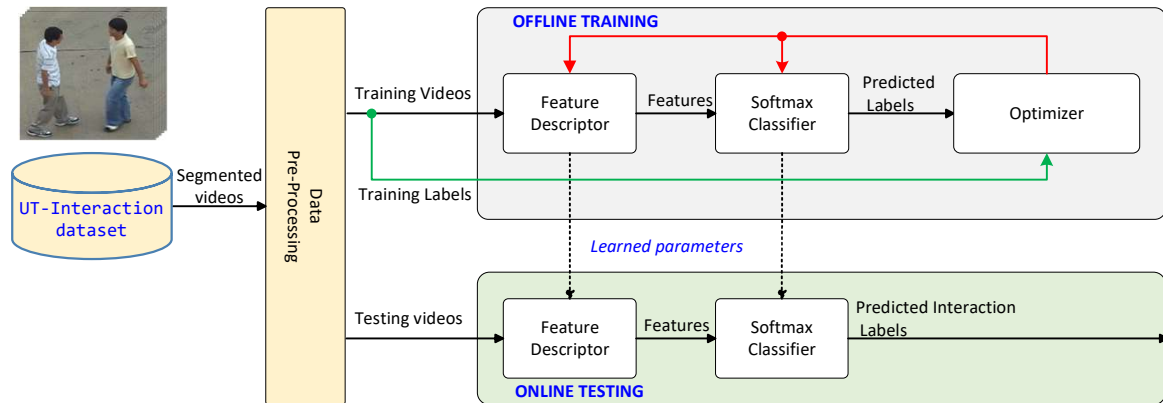 OFFLINE TRAINING
Training Videos
Feature
Descriptor
Features
Softmax
Classifier
Predicted
Labels
Optimizer
Training Labels
Segmented
videos
UT-Interaction
dataset
Data
Pre-Processing
Learned parameters
Testing videos
Feature
Descriptor
Features
Softmax
Classifier
Predicted Interaction
Labels
ONLINE TESTING